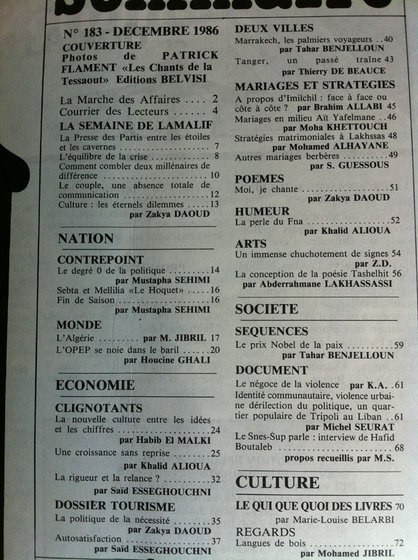 Sommaire
N° 183 - DECEMBRE 1986
COUVERTURE
Photos de PATRICK
FLAMENT «Les Chants de la
Tessaout» Editions BELVISI
La Marche des Affaires .... 2
Courrier des Lecteurs ...... 4
LA SEMAINE DE LAMALIF
La Presse des Partis entre les étoiles
et les cavernes ................. 7
L'équilibre de la crise ........... 8
Comment combler deux millénaires de
différence ..................... 10
Le couple, une absence totale de
communication ................ 12
Culture : les éternels dilemmes ..... 13
par Zakya DAOUD
NATION
CONTREPOINT
Le degré 0 de la politique ......... 14
par Mustapha SEHIMI
Sebta et Mellilia «Le Hoquet» ... 16
Fin de Saison .................. 16
par Mustapha SEHIMI
MONDE
L'Algérie ........ par M. JIBRIL 17
L'OPEP se noie dans le baril ...... 20
par Houcine GHALI
ECONOMIE
CLIGNOTANTS
La nouvelle culture entre les idées
et les chiffres .................. 24
par Habib El MALKI
Une croissance sans reprise ....... 25
par Khalid ALIOUA
La rigueur et la relance ? ......... 32
par Saïd ESSEGHOUCHNI
DOSSIER TOURISME
La politique de la nécessité ........ 35
par Zakya DAOUD
Autosatisfaction ................ 37
par Saïd ESSEGHOUCHNI
DEUX VILLES
Marrakech, les palmiers voyageurs .. 40
par Tahar BENJELLOUN
Tanger, un passé traîne 43
par Thierry DE BEAUCE
MARIAGES ET STRATEGIES
A propos d'Imilchil : face à face ou
côte à côte ? par Brahim ALLABI 45
Mariages en milieu Aït Yafelmane .. 46
par Moha KHETTOUCH
Stratégies matrimoniales à Lakhssas 48
par Mohamed ALHAYANE
Autres mariages berbères ........ 49
par S. GUESSOUS
POEMES
Moi, je chante ................ 51
par Zakya DAOUD
HUMEUR
La perle du Fna ............... 52
par Khalid ALIOUA
ARTS
Un immense chuchotement de signes 54
par Z.D.
La conception de la poésie Tashelhit 56
par Abderrahmane LAKHSASSI
SOCIETE
SEQUENCES
Le prix Nobel de la paix ......... 59
par Tahar BENJELLOUN
DOCUMENT
Le négoce de la violence par K.A. . 61
Identité communautaire, violence urbai-
ne dérilection du politique, un quar-
tier populaire de Tripoli au Liban .. 61
par Michel SEURAT
Le Snes-Sup parle : interview de Hafid
Boutaleb ..................... 68
propos recueillis par M.S.
CULTURE
LE QUI QUE QUOI DES LIVRES 70
par Marie-Louise BELARBI
REGARDS
Langues de bois ................ 72
par Mohamed JIBRIL